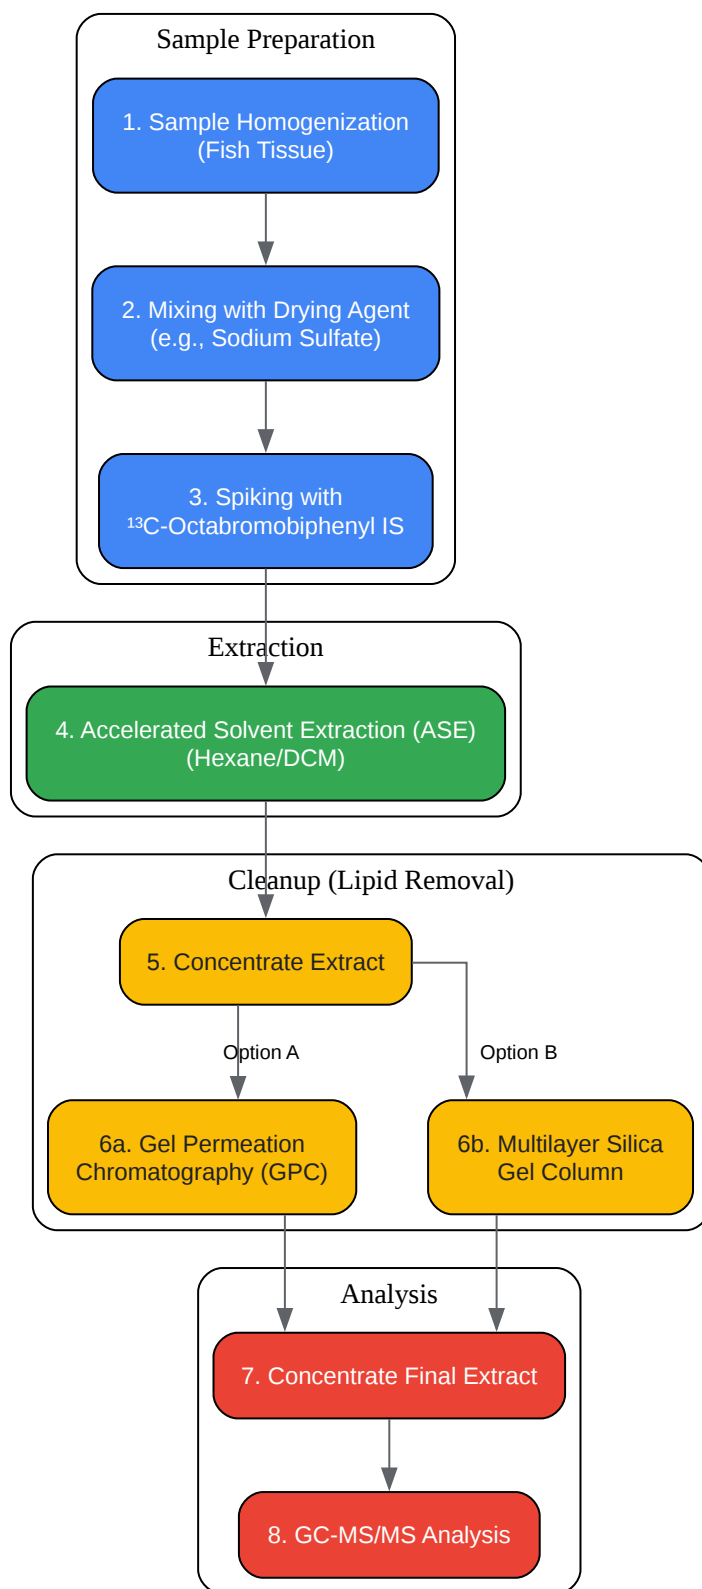 Sample Preparation
1. Sample Homogenization
(Fish Tissue)
2. Mixing with Drying Agent
(e.g., Sodium Sulfate)
3. Spiking with
¹³C-Octabromobiphenyl IS
Extraction
4. Accelerated Solvent Extraction (ASE)
(Hexane/DCM)
Cleanup (Lipid Removal)
5. Concentrate Extract
Option A
Option B
6a. Gel Permeation
Chromatography (GPC)
6b. Multilayer Silica
Gel Column
Analysis
7. Concentrate Final Extract
8. GC-MS/MS Analysis